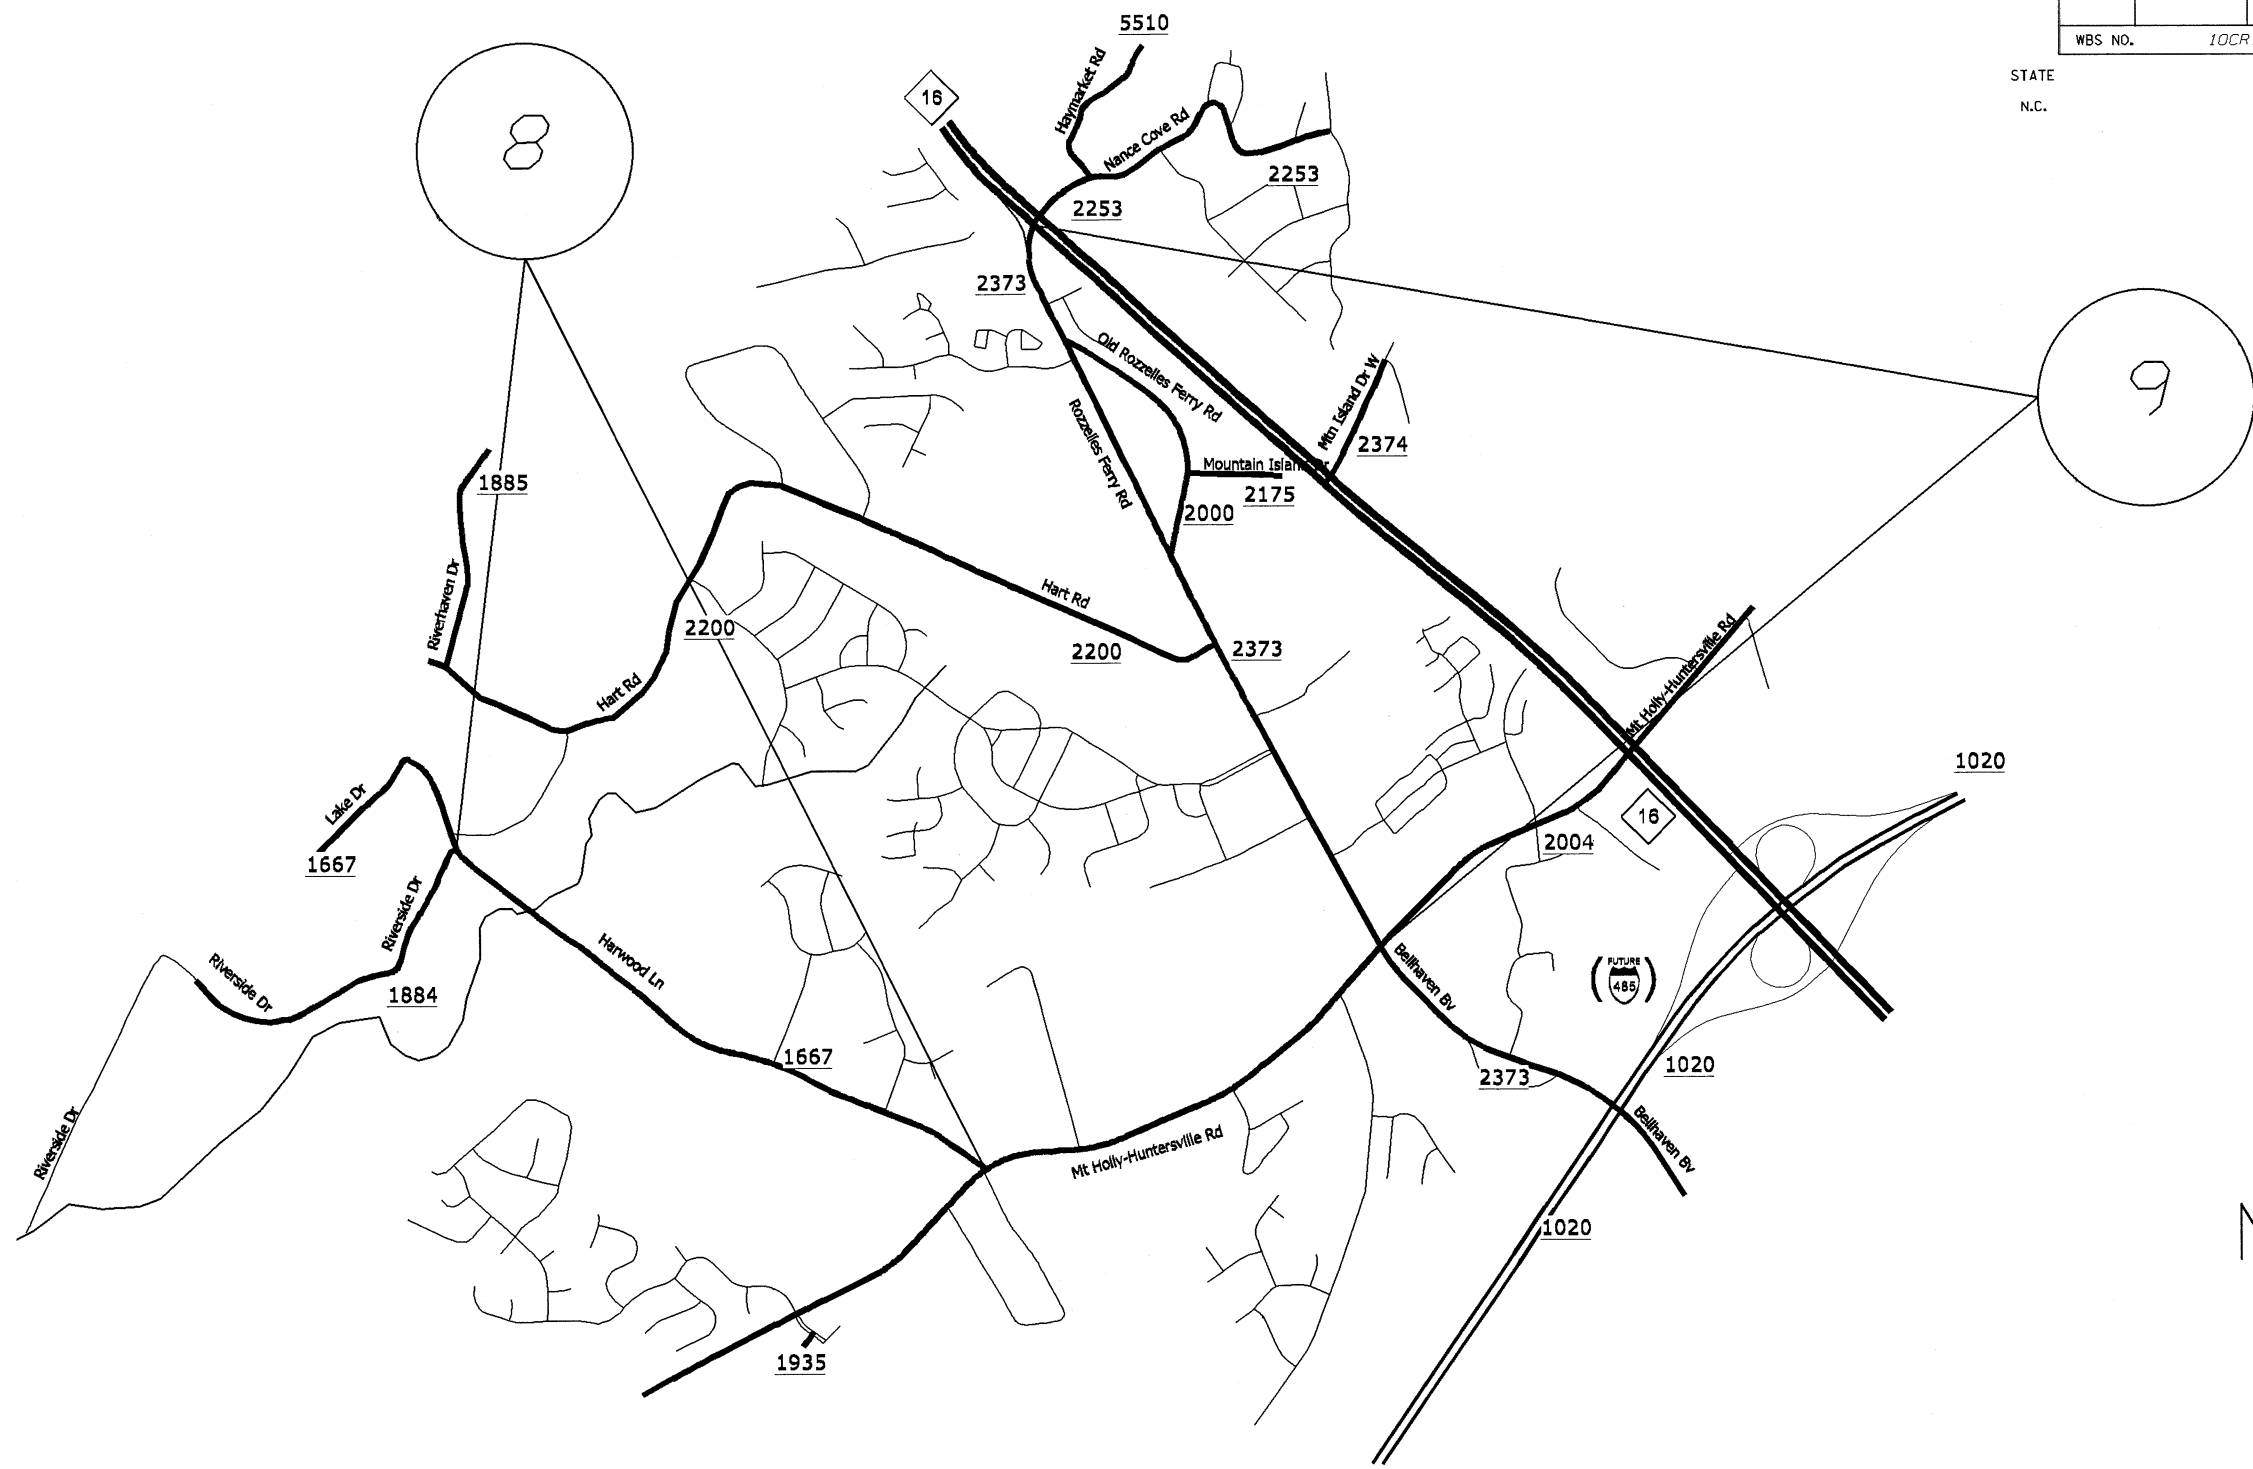 5510
WBS NO. 10CR
STATE
N.C.
Haymarket Rd
16
8
Nance Cove Rd
2253
2253
2373
Old Rozzelles Ferry Rd
Mtn Island Dr W
9
Rozzelles Ferry Rd
2374
Mountain Island Dr
1885
2175
2000
Riverhaven Dr
Hart Rd
2200
2200
2373
Mt Holly-Huntersville Rd
Hart Rd
1020
Lake Dr
16
2004
1667
Riverside Dr
Harwood Ln
Bellhaven Bv
FUTURE
485
Riverside Dr
1884
1667
1020
2373
Riverside Dr
Mt Holly-Huntersville Rd
Bellhaven Bv
1020
1935